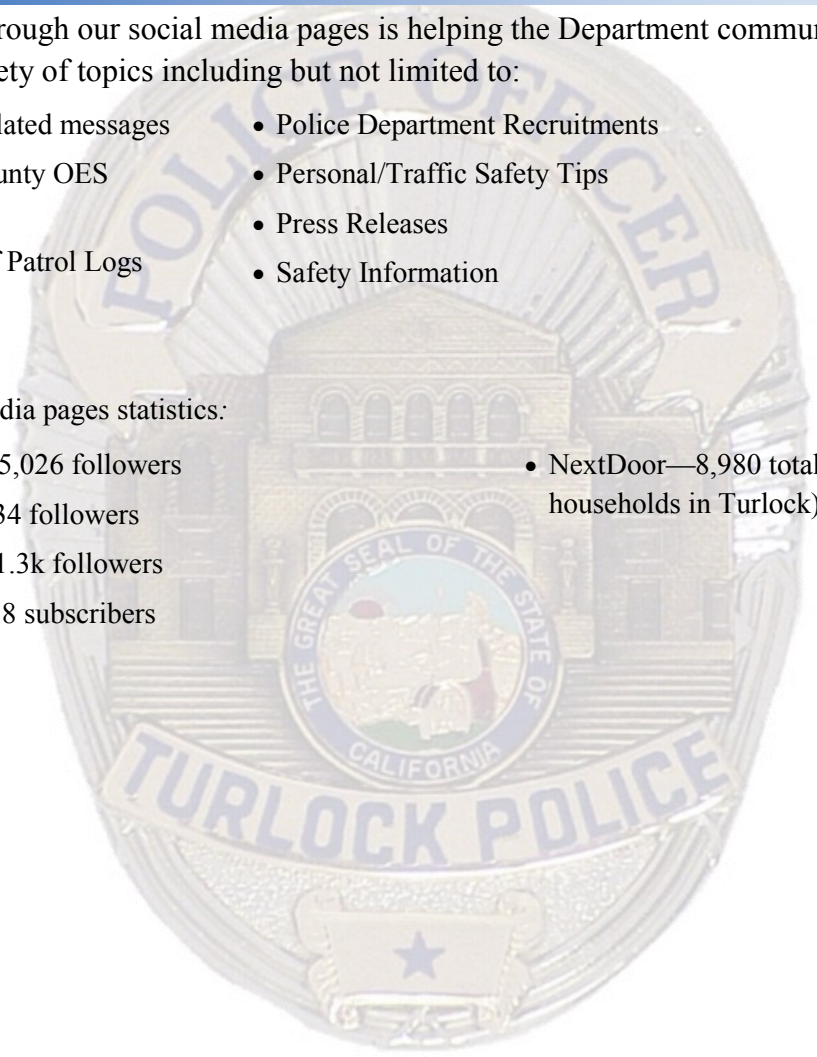 rough our social media pages is helping the Department commu
ety of topics including but not limited to:
lated messages
unty OES
Patrol Logs
• Police Department Recruitments
• Personal/Traffic Safety Tips
• Press Releases
• Safety Information
dia pages statistics:
5,026 followers
34 followers
1.3k followers
8 subscribers
• NextDoor—8,980 total
households in Turlock)
POLICE OFFICER
THE GREAT SEAL OF THE STATE OF
CALIFORNIA
TURLOCK POLICE